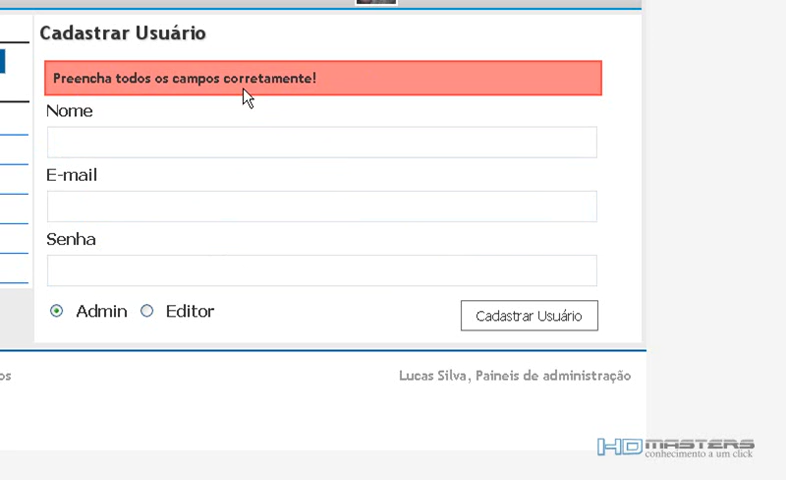 Cadastrar Usuário
Preencha todos os campos corretamente!
Nome
E-mail
Senha
Admin Editor
Cadastrar Usuário
os
Lucas Silva, Paineis de administração
HDMASTERS
conhecimento a um click